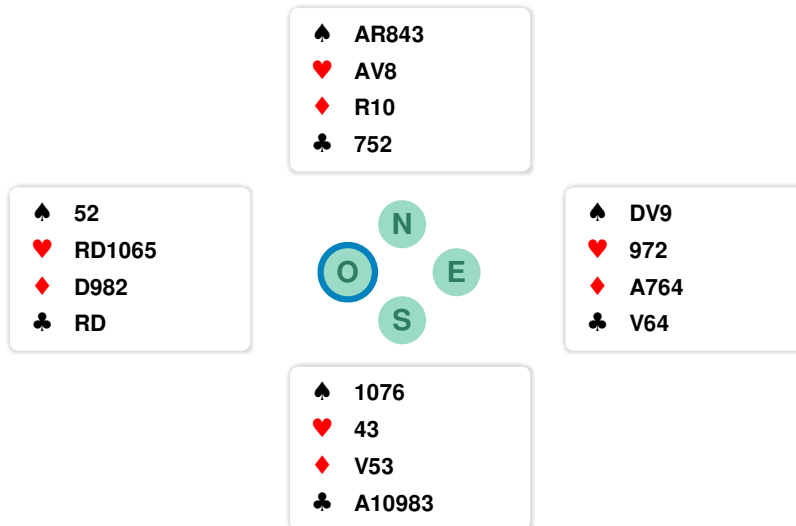 ♠ AR843
♥ AV8
♦ R10
♣ 752
♠ 52
♥ RD1065
♦ D982
♣ RD
N
O E
S
♠ DV9
♥ 972
♦ A764
♣ V64
♠ 1076
♥ 43
♦ V53
♣ A10983